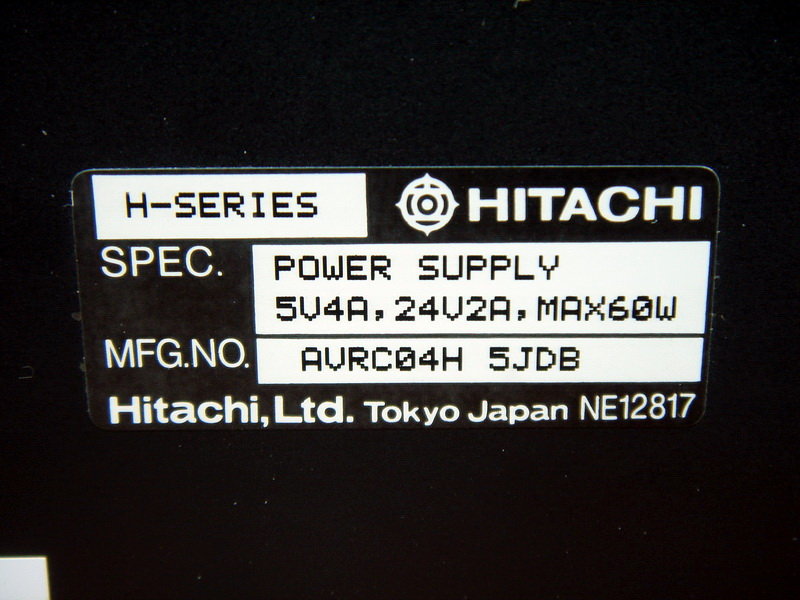 H-SERIES HITACHI
SPEC. POWER SUPPLY
5V4A,24V2A,MAX60W
MFG.NO. AVRC04H 5JDB
Hitachi,Ltd. Tokyo Japan NE12817